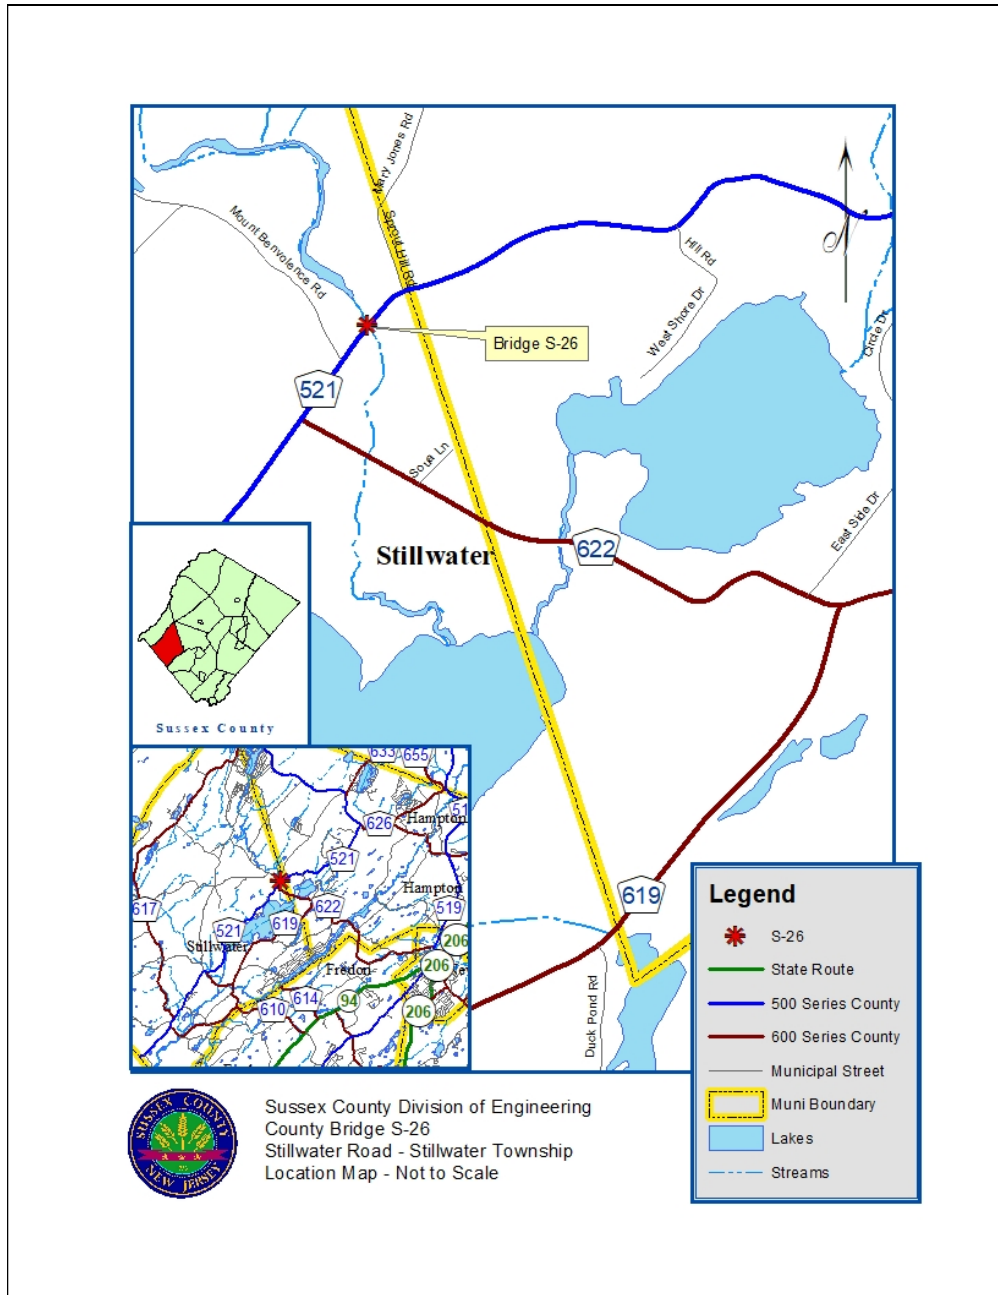 Mary Jones Rd
Sprout Hill Rd
Mount Benvolence Rd
N
Hill Rd
West Shore Dr
Circle Dr
Bridge S-26
521
Soua Ln
East Side Dr
Stillwater
622
Sussex County
633
655
51
626
Hampton
521
Hampton
617
622
519
521
619
Stillwater
206
Fredon
206
614
94
610
206
619
Duck Pond Rd
Legend
S-26
State Route
500 Series County
600 Series County
Municipal Street
Muni Boundary
Lakes
Streams
SUSSEX COUNTY
NEW JERSEY
Sussex County Division of Engineering
County Bridge S-26
Stillwater Road - Stillwater Township
Location Map - Not to Scale